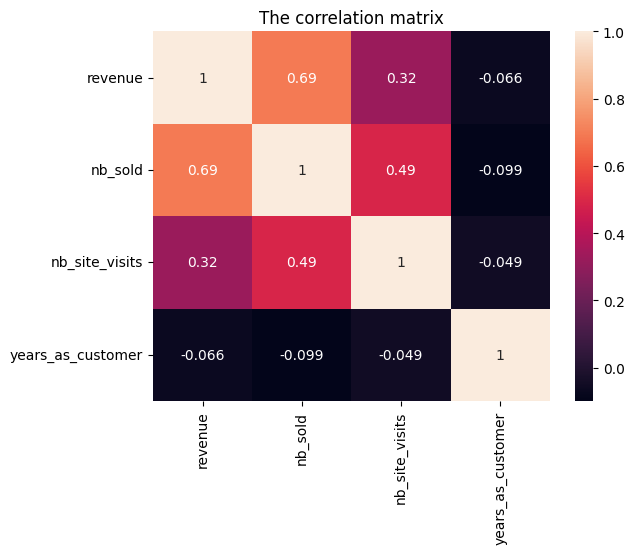 The correlation matrix
revenue 1 0.69 0.32 -0.066
nb_sold 0.69 1 0.49 -0.099
nb_site_visits 0.32 0.49 1 -0.049
years_as_customer -0.066 -0.099 -0.049 1
revenue
nb_sold
nb_site_visits
years_as_customer
1.0
0.8
0.6
0.4
0.2
0.0